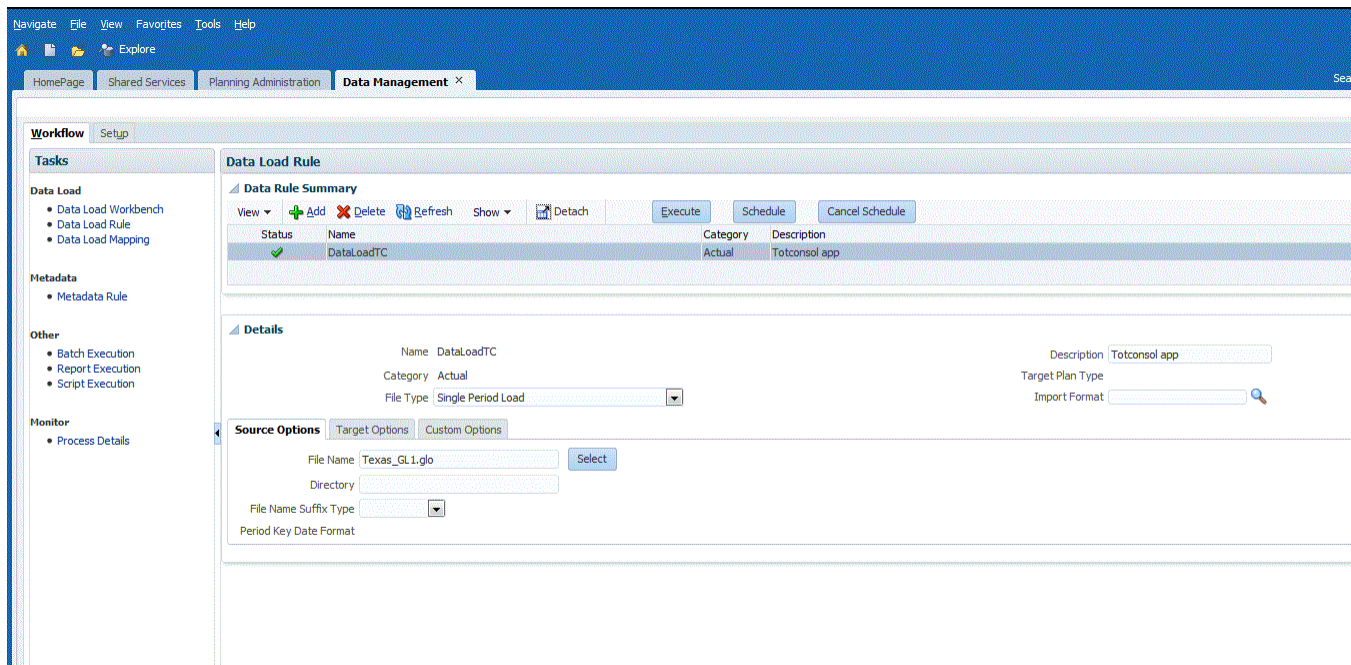 Navigate File View Favorites Tools Help
Explore
HomePage Shared Services Planning Administration Data Management ✕ Sea
Workflow Setup
Tasks
Data Load
• Data Load Workbench
• Data Load Rule
• Data Load Mapping
Metadata
• Metadata Rule
Other
• Batch Execution
• Report Execution
• Script Execution
Monitor
• Process Details
Data Load Rule
Data Rule Summary
View Add Delete Refresh Show Detach Execute Schedule Cancel Schedule
Status Name Category Description
DataLoadTC Actual Totconsol app
Details
Name DataLoadTC
Category Actual
File Type Single Period Load
Description Totconsol app
Target Plan Type
Import Format
Source Options Target Options Custom Options
File Name Texas_GL1.glo Select
Directory
File Name Suffix Type
Period Key Date Format